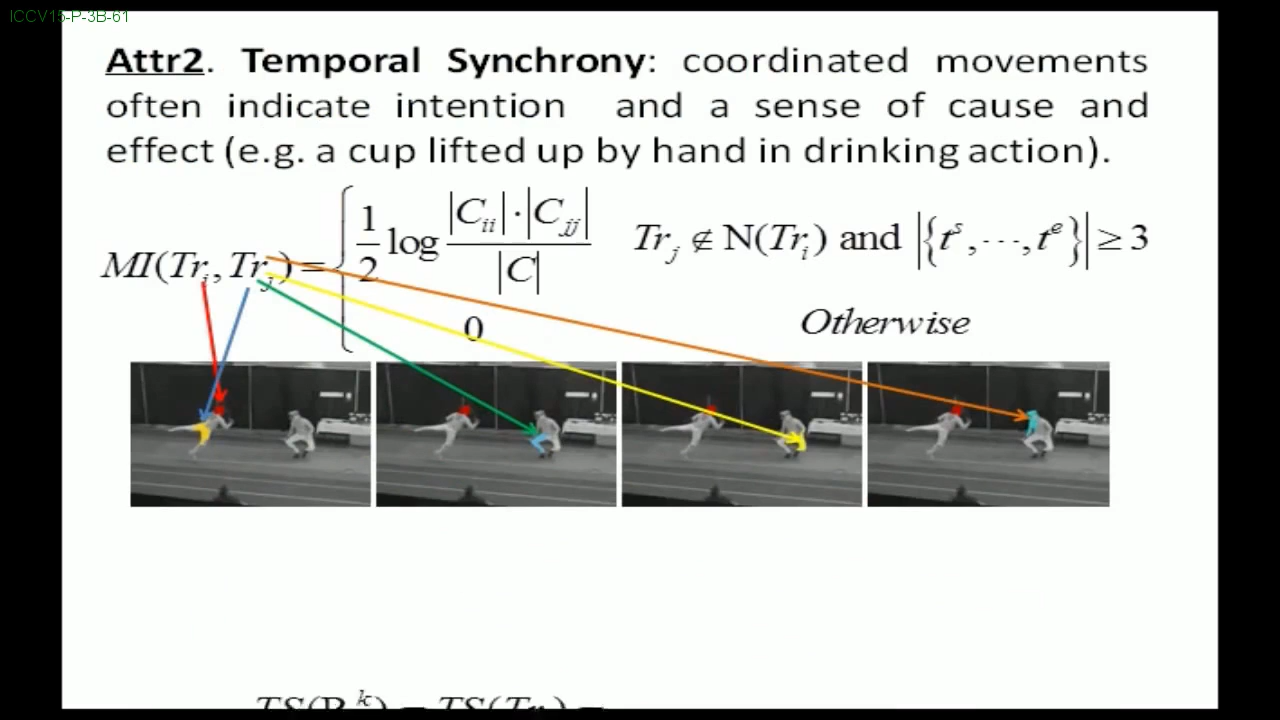 ICCV15-P-3B-61
Attr2. Temporal Synchrony: coordinated movements
often indicate intention and a sense of cause and
effect (e.g. a cup lifted up by hand in drinking action).
MI(Tr_i, Tr_j) = { 1/2 log |C_ii|·|C_jj| / |C| Tr_j ∉ N(Tr_i) and |{t^s, ⋯, t^e}| ≥ 3
0 Otherwise